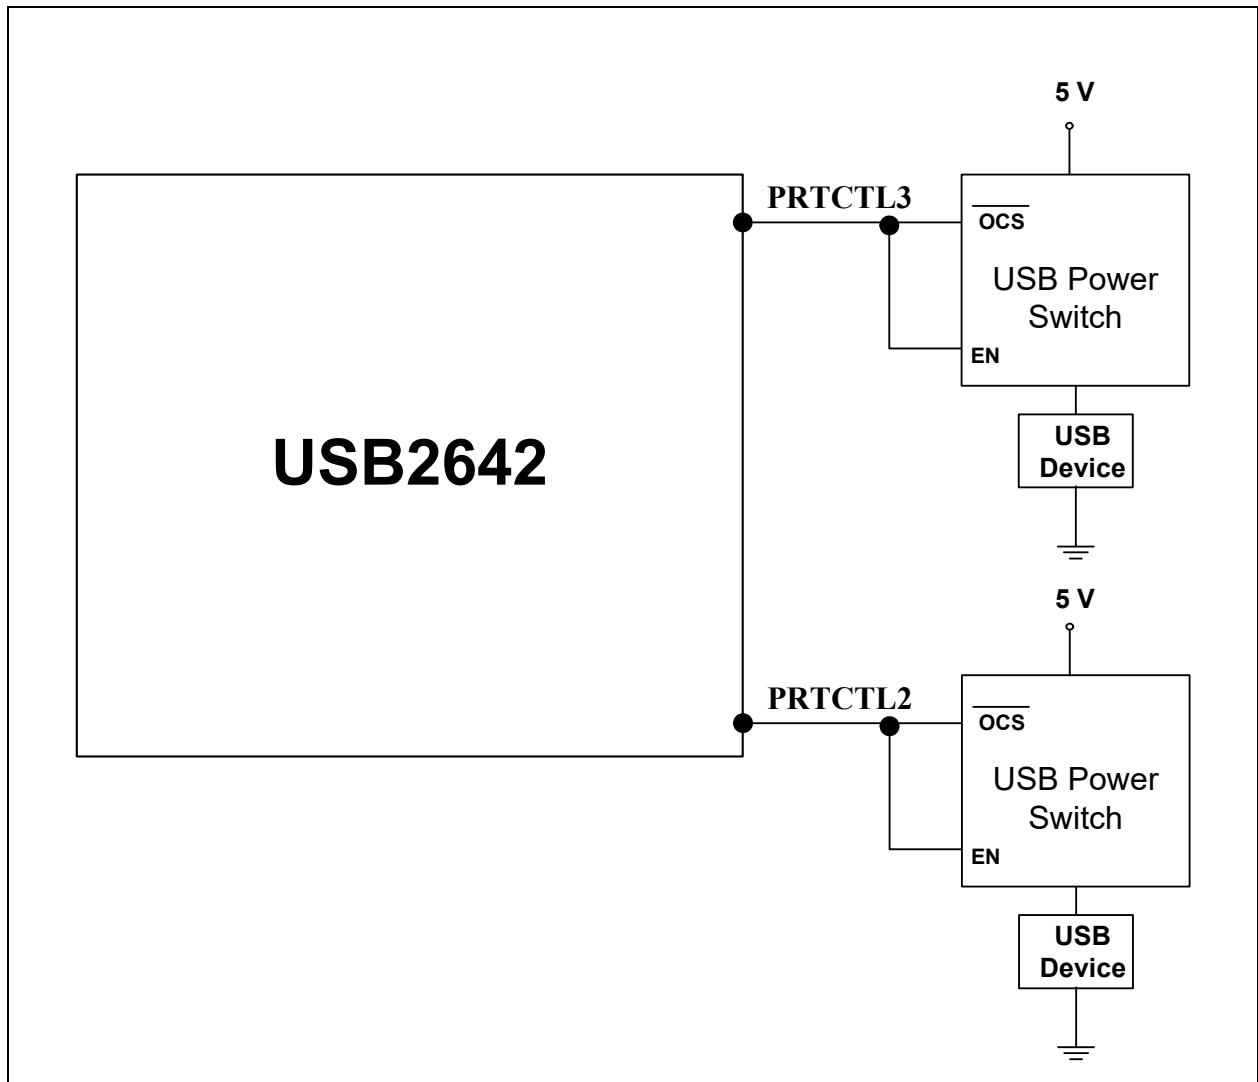 5 V
PRTCTL3
OCS
USB Power
Switch
EN
USB
Device
USB2642
5 V
PRTCTL2
OCS
USB Power
Switch
EN
USB
Device